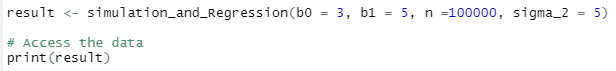 result <- simulation_and_Regression(b0 = 3, b1 = 5, n =100000, sigma_2 = 5)
# Access the data
print(result)